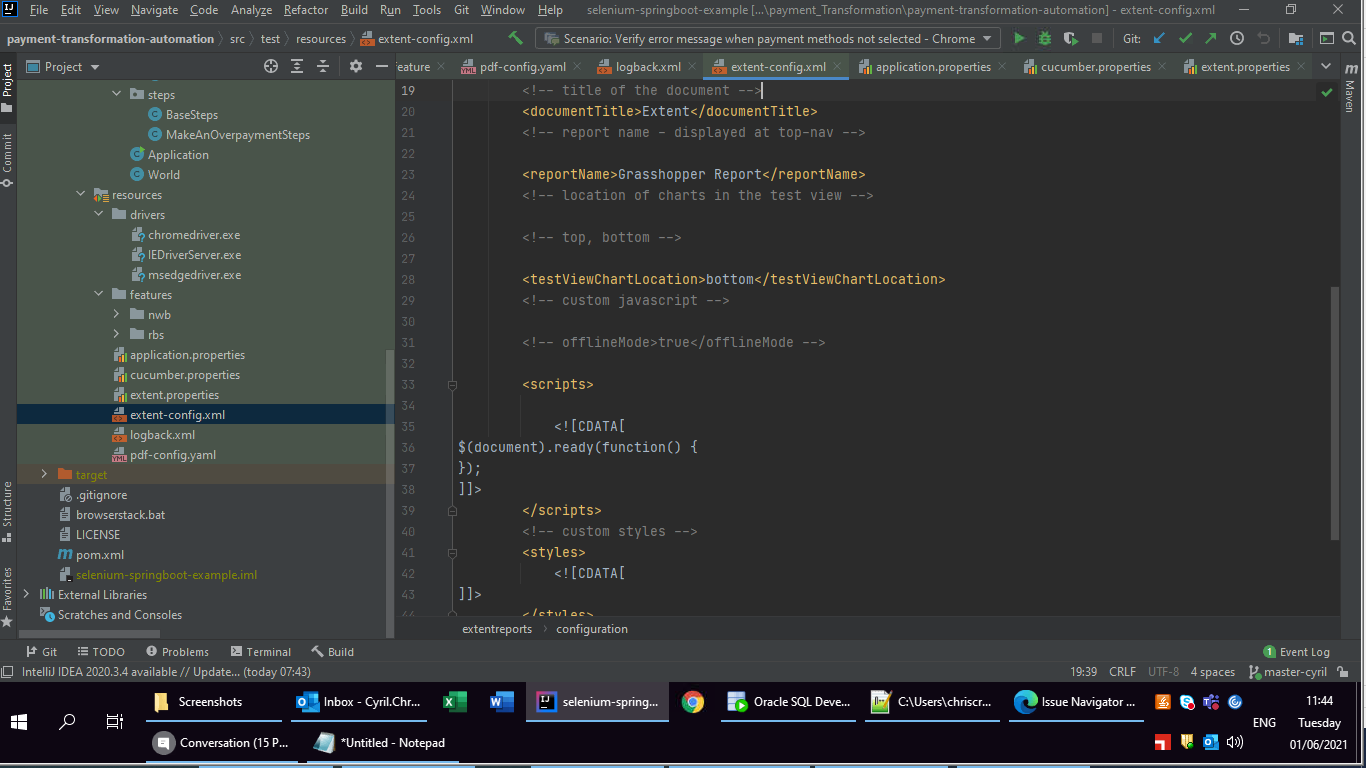 File Edit View Navigate Code Analyze Refactor Build Run Tools Git Window Help selenium-springboot-example [...\payment_Transformation\payment-transformation-automation] - extent-config.xml
payment-transformation-automation src test resources extent-config.xml Scenario: Verify error message when payment methods not selected - Chrome Git:
Project eature pdf-config.yaml logback.xml extent-config.xml application.properties cucumber.properties extent.properties
Project
Commit
Structure
Favorites
Maven
steps
BaseSteps
MakeAnOverpaymentSteps
Application
World
resources
drivers
chromedriver.exe
IEDriverServer.exe
msedgedriver.exe
features
nwb
rbs
application.properties
cucumber.properties
extent.properties
extent-config.xml
logback.xml
pdf-config.yaml
target
.gitignore
browserstack.bat
LICENSE
pom.xml
selenium-springboot-example.iml
External Libraries
Scratches and Consoles
19 <!-- title of the document -->
20 <documentTitle>Extent</documentTitle>
21 <!-- report name - displayed at top-nav -->
22
23 <reportName>Grasshopper Report</reportName>
24 <!-- location of charts in the test view -->
25
26 <!-- top, bottom -->
27
28 <testViewChartLocation>bottom</testViewChartLocation>
29 <!-- custom javascript -->
30
31 <!-- offlineMode>true</offlineMode -->
32
33 <scripts>
34
35 <![CDATA[
36 $(document).ready(function() {
37 });
38 ]]>
39 </scripts>
40 <!-- custom styles -->
41 <styles>
42 <![CDATA[
43 ]]>
44 </styles>
extentreports configuration
Git TODO Problems Terminal Build 1 Event Log
IntelliJ IDEA 2020.3.4 available // Update... (today 07:43) 19:39 CRLF UTF-8 4 spaces master-cyril
Screenshots Inbox - Cyril.Chr... selenium-spring... Oracle SQL Deve... C:\Users\chriscr... Issue Navigator ...
Conversation (15 P... *Untitled - Notepad
ENG
11:44
Tuesday
01/06/2021